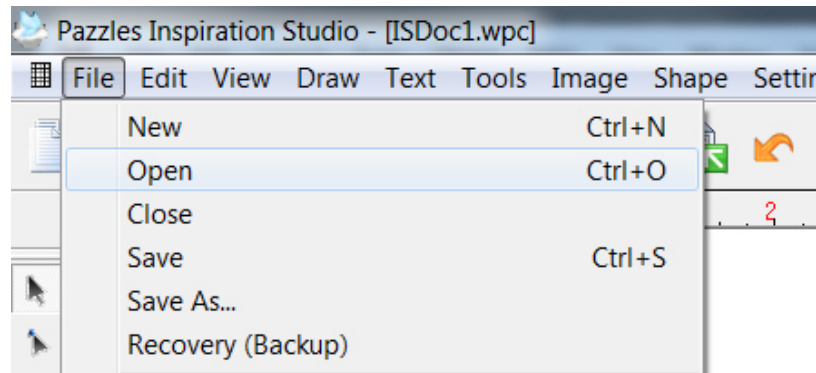 Pazzles Inspiration Studio - [ISDoc1.wpc]
File Edit View Draw Text Tools Image Shape
New Ctrl+N
Open Ctrl+O
Close
2
Save Ctrl+S
Save As...
Recovery (Backup)